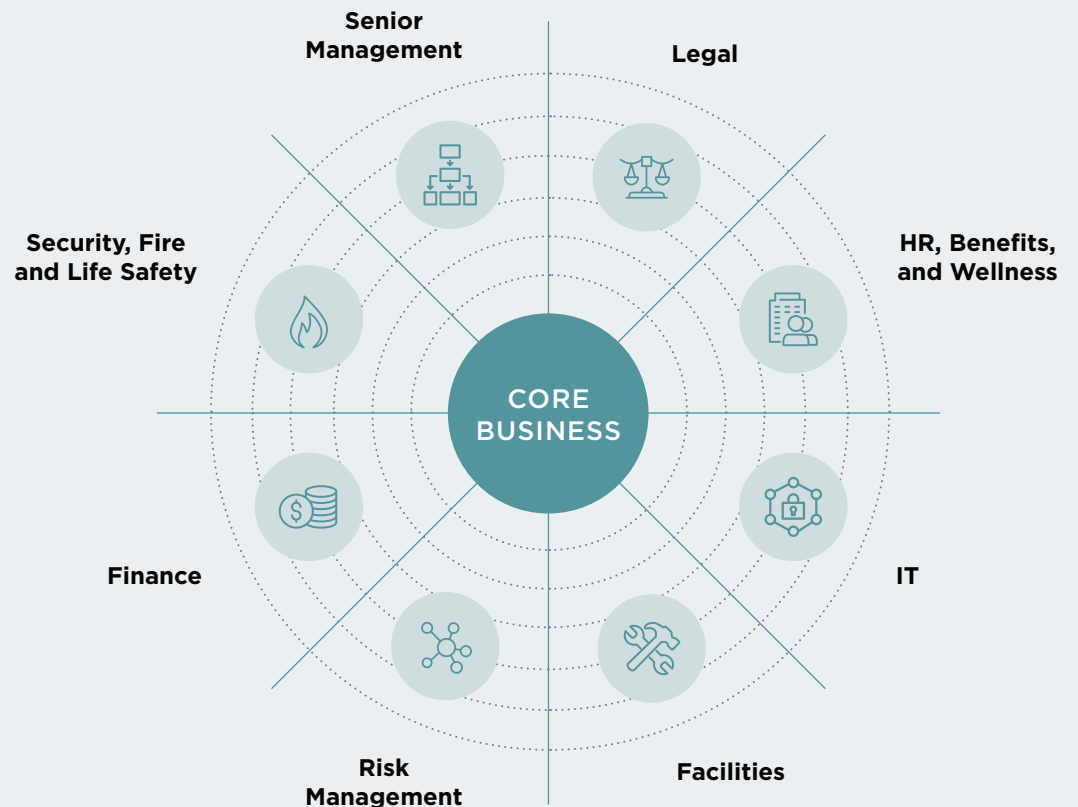 Senior
Management
Legal
Security, Fire
and Life Safety
HR, Benefits,
and Wellness
CORE
BUSINESS
$
Finance
IT
Risk
Management
Facilities